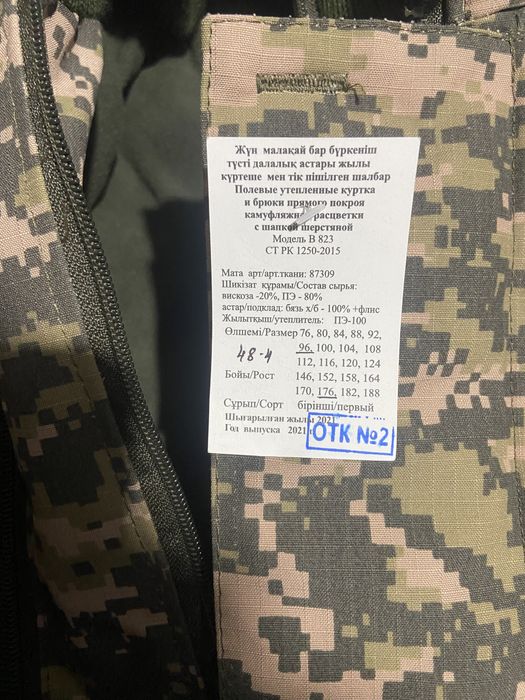 Жүн малақай бар бүркеніш
түсті далалық астары жылы
күртеше мен тік пішілген шалбар
Полевые утепленные куртка
и брюки прямого покроя
камуфляжной расцветки
с шапкой шерстяной
Модель В 823
СТ РК 1250-2015
Мата арт/арт.ткани: 87309
Шикізат құрамы/Состав сырья:
вискоза -20%, ПЭ - 80%
астар/подклад: бязь х/б - 100% +флис
Жылытқыш/утеплитель: ПЭ-100
Өлшемі/Размер 76, 80, 84, 88, 92,
96, 100, 104, 108
48-4
112, 116, 120, 124
Бойы/Рост 146, 152, 158, 164
170, 176, 182, 188
Сұрып/Сорт бірінші/первый
Шығарылған жылы 2021
Год выпуска 2021
ОТК №2